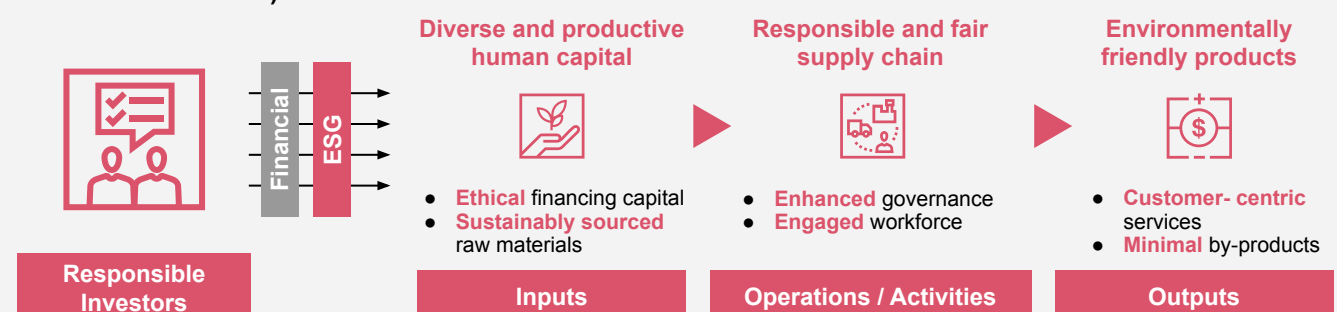 Diverse and productive
human capital
Responsible and fair
supply chain
Environmentally
friendly products
Financial
ESG
$
● Ethical financing capital
● Sustainably sourced
raw materials
● Enhanced governance
● Engaged workforce
● Customer- centric
services
● Minimal by-products
Responsible
Investors
Inputs
Operations / Activities
Outputs